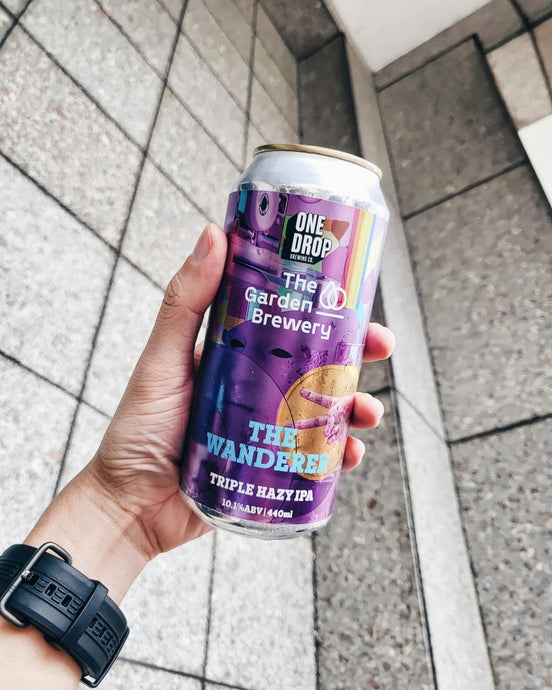 ONE
DROP
BREWING CO.
The
Garden
Brewery
THE
WANDERER
TRIPLE HAZY IPA
10.1% ABV | 440ml